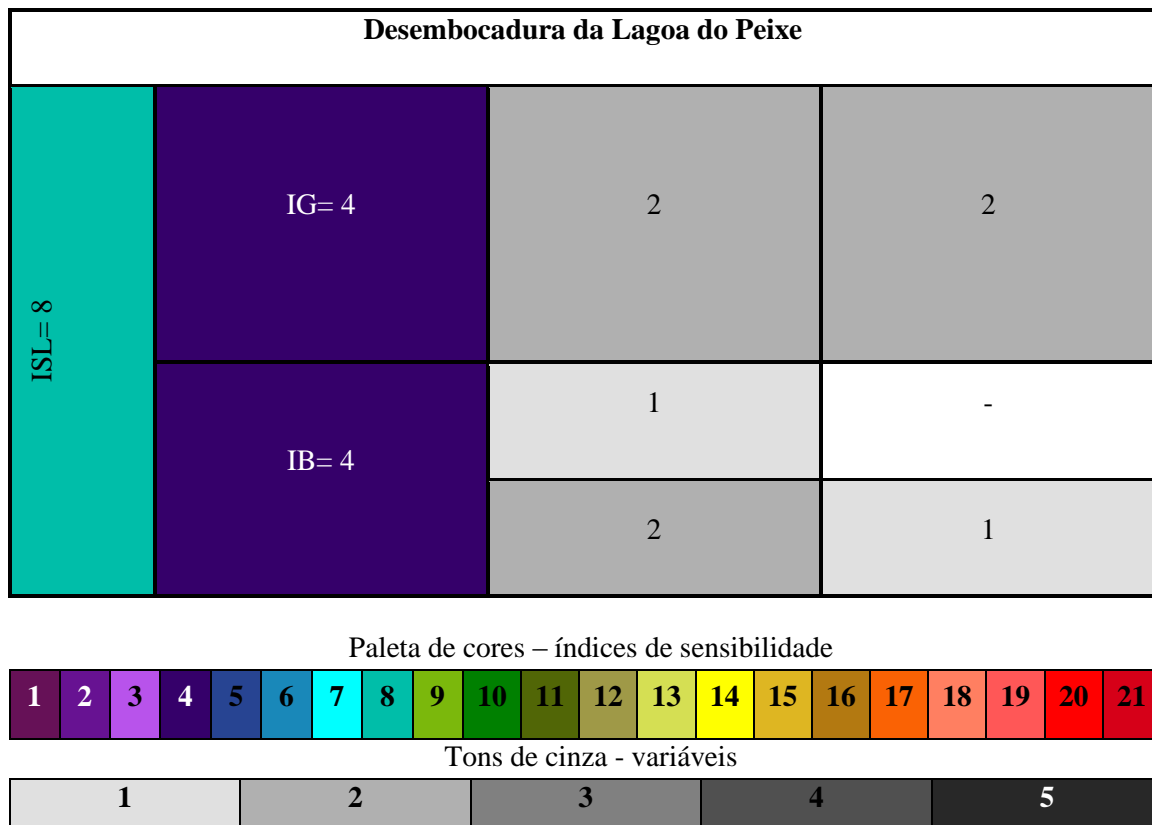 Desembocadura da Lagoa do Peixe
ISL= 8
IG= 4
2
2
IB= 4
1
-
2
1
Paleta de cores – índices de sensibilidade
1 2 3 4 5 6 7 8 9 10 11 12 13 14 15 16 17 18 19 20 21
Tons de cinza - variáveis
1 2 3 4 5